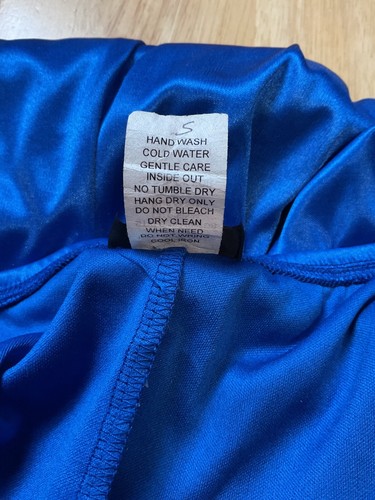 S
HAND WASH
COLD WATER
GENTLE CARE
INSIDE OUT
NO TUMBLE DRY
HANG DRY ONLY
DO NOT BLEACH
DRY CLEAN
WHEN NEED
DO NOT WRING
COOL IRON